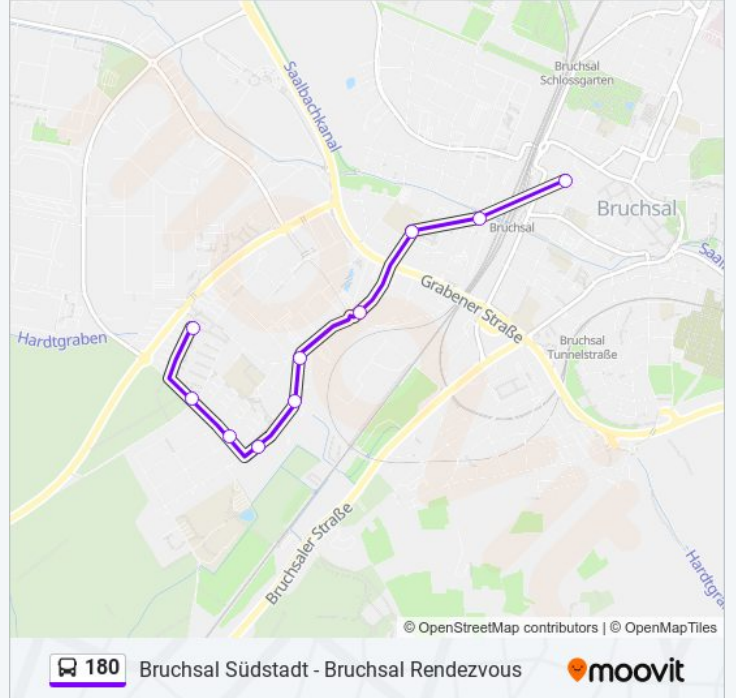 Bruchsal
Schlossgarten
Saalbachkanal
Bruchsal
Bruchsal
Saal
Grabener Straße
Hardtgraben
Bruchsal
Tunnelstraße
Bruchsaler Straße
Hardtgra
© OpenStreetMap contributors | © OpenMapTiles
180 Bruchsal Südstadt - Bruchsal Rendezvous moovit